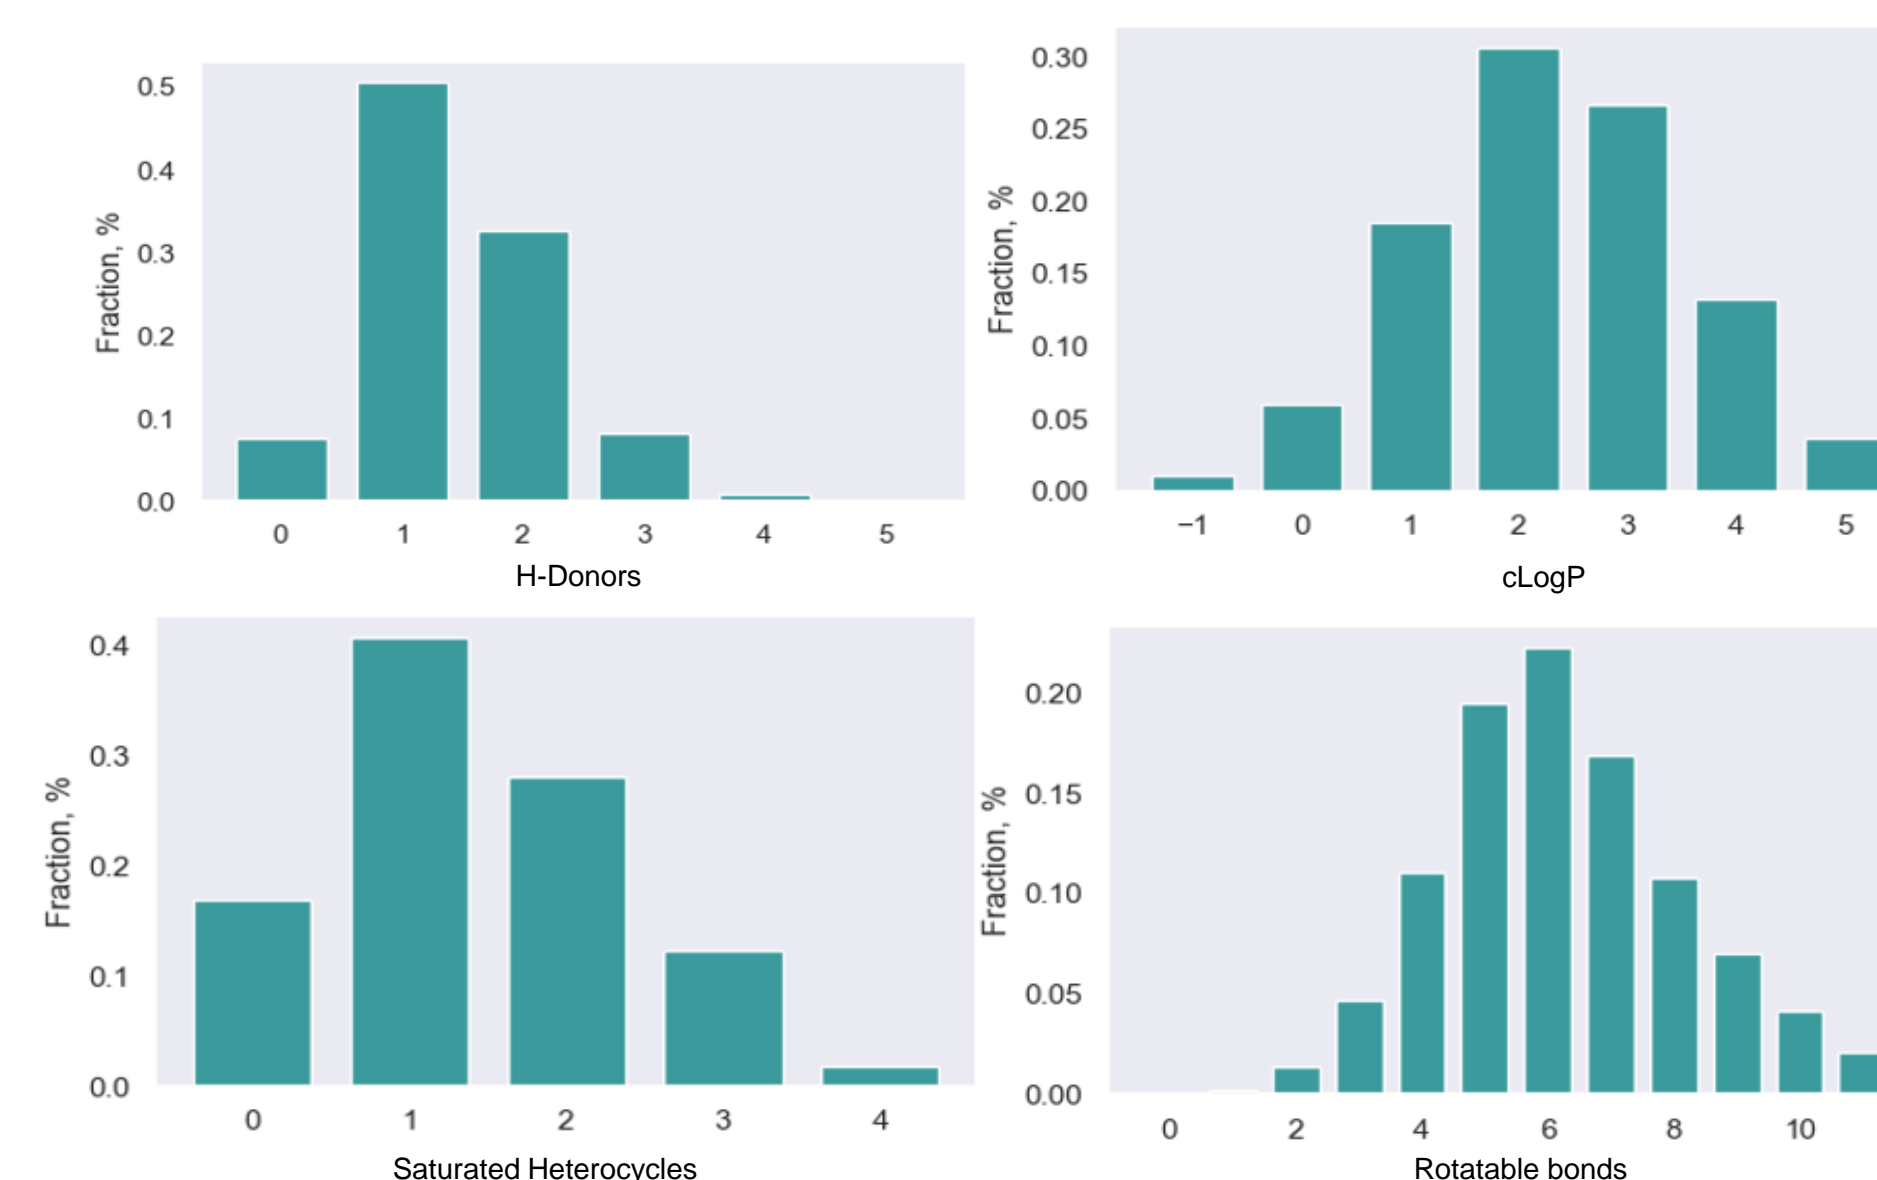 0.5
0.4
0.3
0.2
0.1
0.0
Fraction, %
0 1 2 3 4 5
H-Donors
0.30
0.25
0.20
0.15
0.10
0.05
0.00
Fraction, %
−1 0 1 2 3 4 5
cLogP
0.4
0.3
0.2
0.1
0.0
Fraction, %
0 1 2 3 4
Saturated Heterocycles
0.20
0.15
0.10
0.05
0.00
Fraction, %
0 2 4 6 8 10
Rotatable bonds